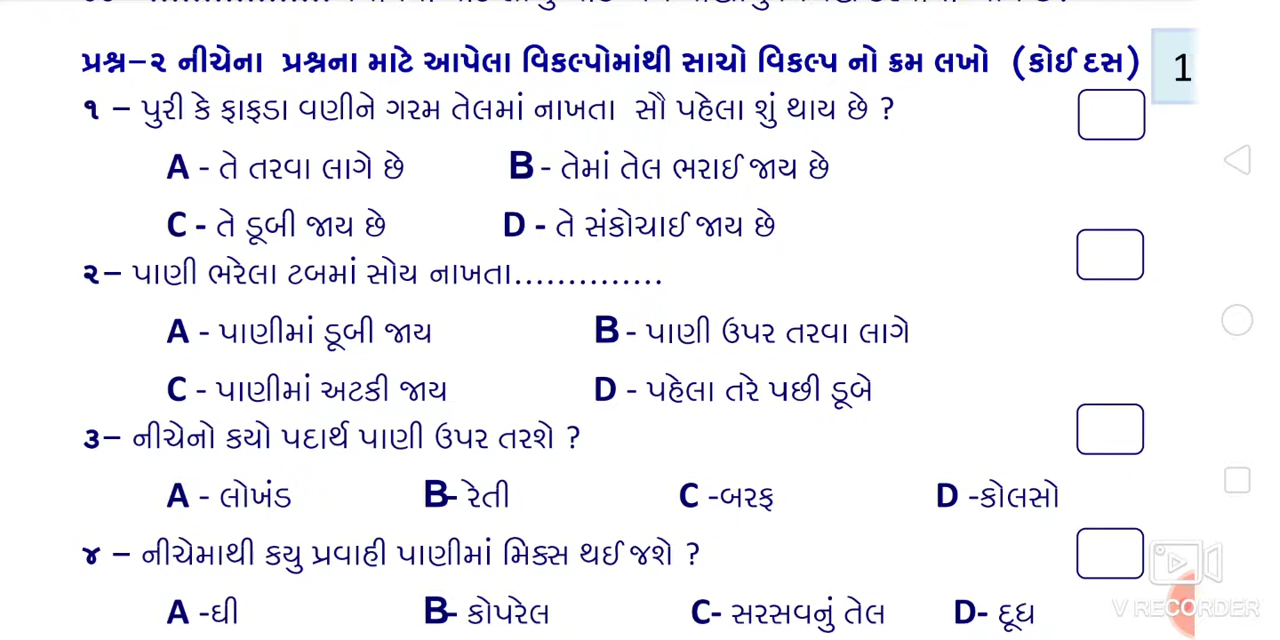 પ્રશ્ન–૨ નીચેના પ્રશ્નના માટે આપેલા વિકલ્પોમાંથી સાચો વિકલ્પ નો ક્રમ લખો (કોઈ દસ) 1
૧ – પુરી કે ફાફડા વણીને ગરમ તેલમાં નાખતા સૌ પહેલા શું થાય છે ?
A - તે તરવા લાગે છે B - તેમાં તેલ ભરાઈ જાય છે
C - તે ડૂબી જાય છે D - તે સંકોચાઈ જાય છે
૨– પાણી ભરેલા ટબમાં સોય નાખતા..............
A - પાણીમાં ડૂબી જાય B - પાણી ઉપર તરવા લાગે
C - પાણીમાં અટકી જાય D - પહેલા તરે પછી ડૂબે
૩– નીચેનો કયો પદાર્થ પાણી ઉપર તરશે ?
A - લોખંડ B- રેતી C -બરફ D -કોલસો
૪ – નીચેમાથી કયુ પ્રવાહી પાણીમાં મિક્સ થઈ જશે ?
A -ઘી B- કોપરેલ C- સરસવનું તેલ D- દૂધ
V RECORDER